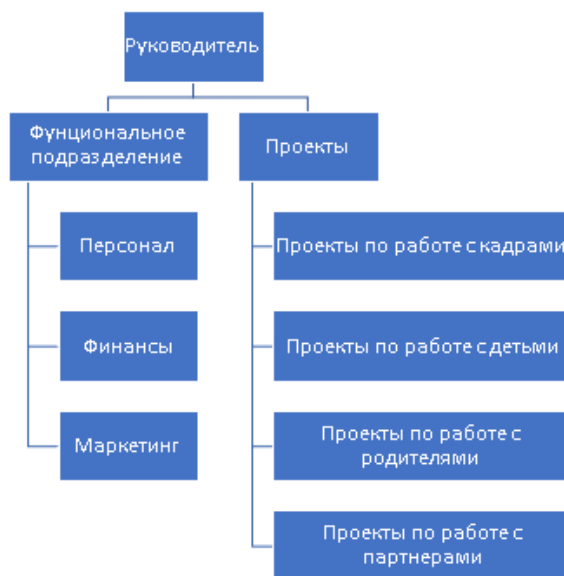 Руководитель
Фунциональное
подразделение
Проекты
Персонал
Финансы
Маркетинг
Проекты по работе с кадрами
Проекты по работе с детьми
Проекты по работе с
родителями
Проекты по работе с
партнерами